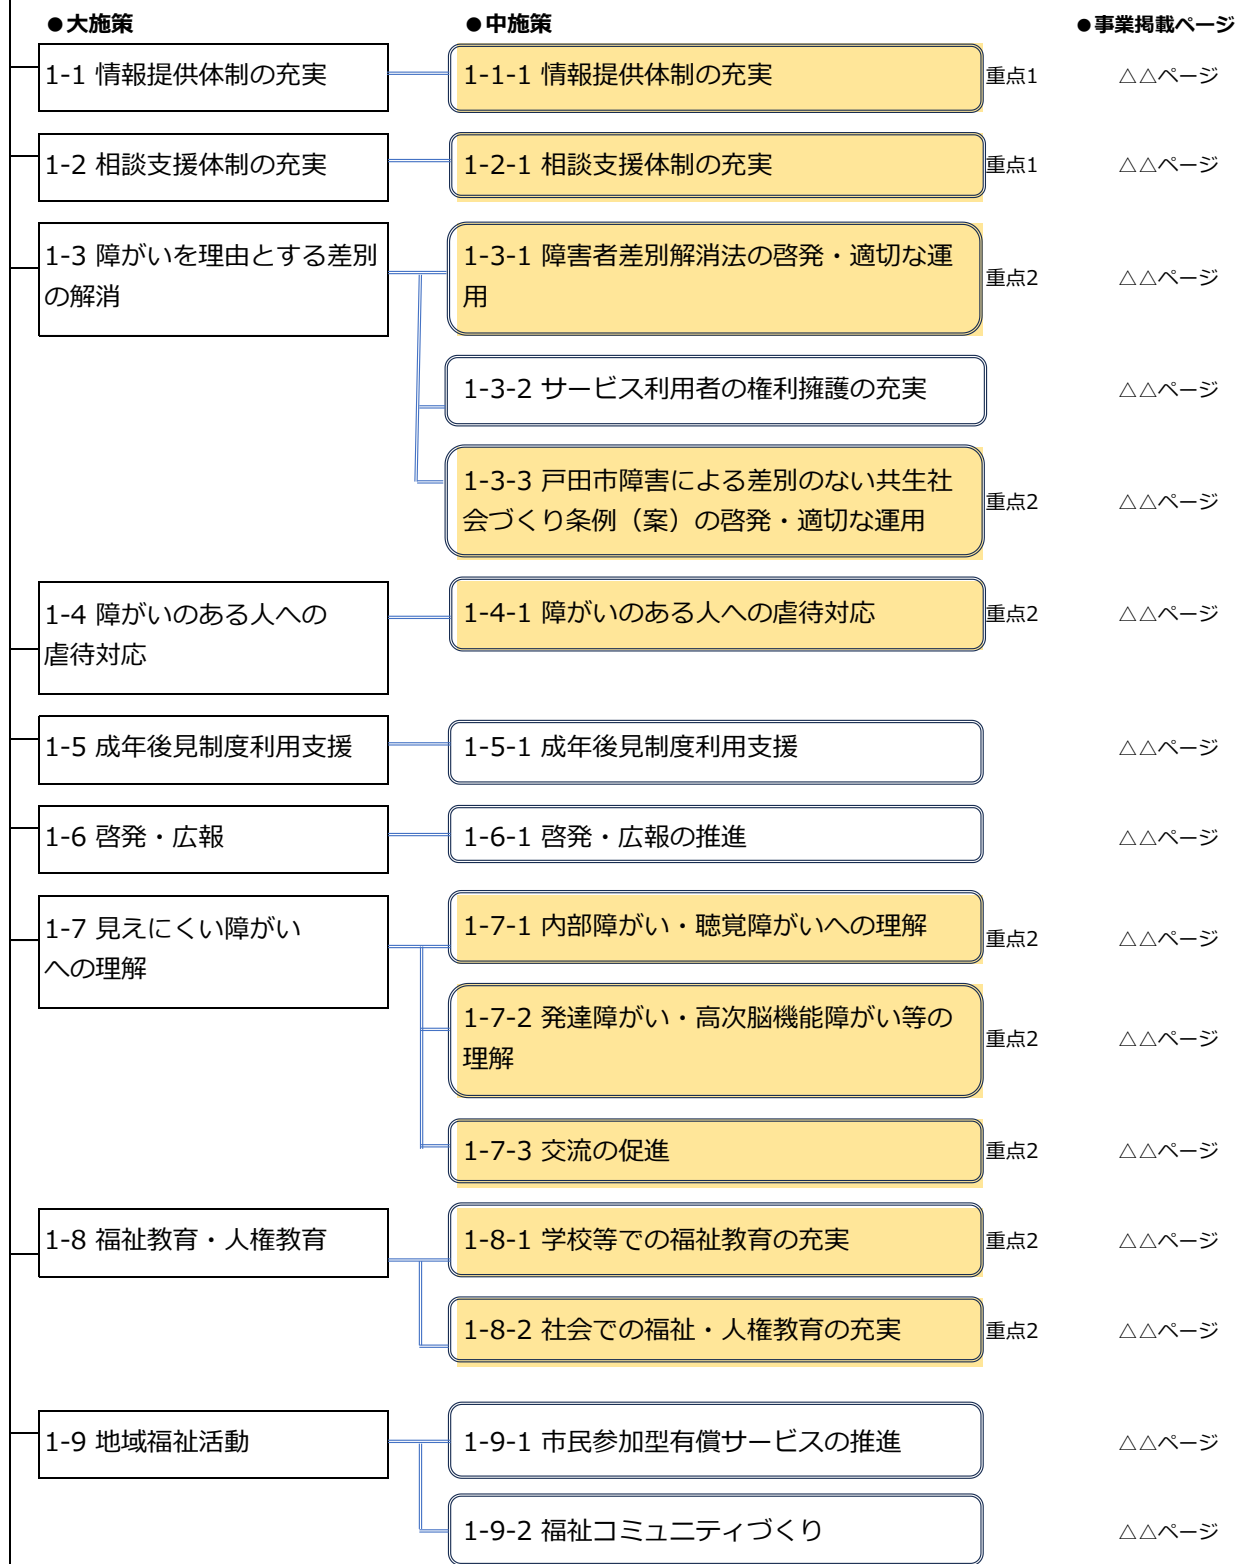 ●大施策 ●中施策 ●事業掲載ページ
1-1 情報提供体制の充実 1-1-1 情報提供体制の充実 重点1 △△ページ
1-2 相談支援体制の充実 1-2-1 相談支援体制の充実 重点1 △△ページ
1-3 障がいを理由とする差別
の解消
1-3-1 障害者差別解消法の啓発・適切な運
用
重点2 △△ページ
1-3-2 サービス利用者の権利擁護の充実 △△ページ
1-3-3 戸田市障害による差別のない共生社
会づくり条例（案）の啓発・適切な運用
重点2 △△ページ
1-4 障がいのある人への
虐待対応
1-4-1 障がいのある人への虐待対応 重点2 △△ページ
1-5 成年後見制度利用支援 1-5-1 成年後見制度利用支援 △△ページ
1-6 啓発・広報 1-6-1 啓発・広報の推進 △△ページ
1-7 見えにくい障がい
への理解
1-7-1 内部障がい・聴覚障がいへの理解 重点2 △△ページ
1-7-2 発達障がい・高次脳機能障がい等の
理解
重点2 △△ページ
1-7-3 交流の促進 重点2 △△ページ
1-8 福祉教育・人権教育 1-8-1 学校等での福祉教育の充実 重点2 △△ページ
1-8-2 社会での福祉・人権教育の充実 重点2 △△ページ
1-9 地域福祉活動 1-9-1 市民参加型有償サービスの推進 △△ページ
1-9-2 福祉コミュニティづくり △△ページ